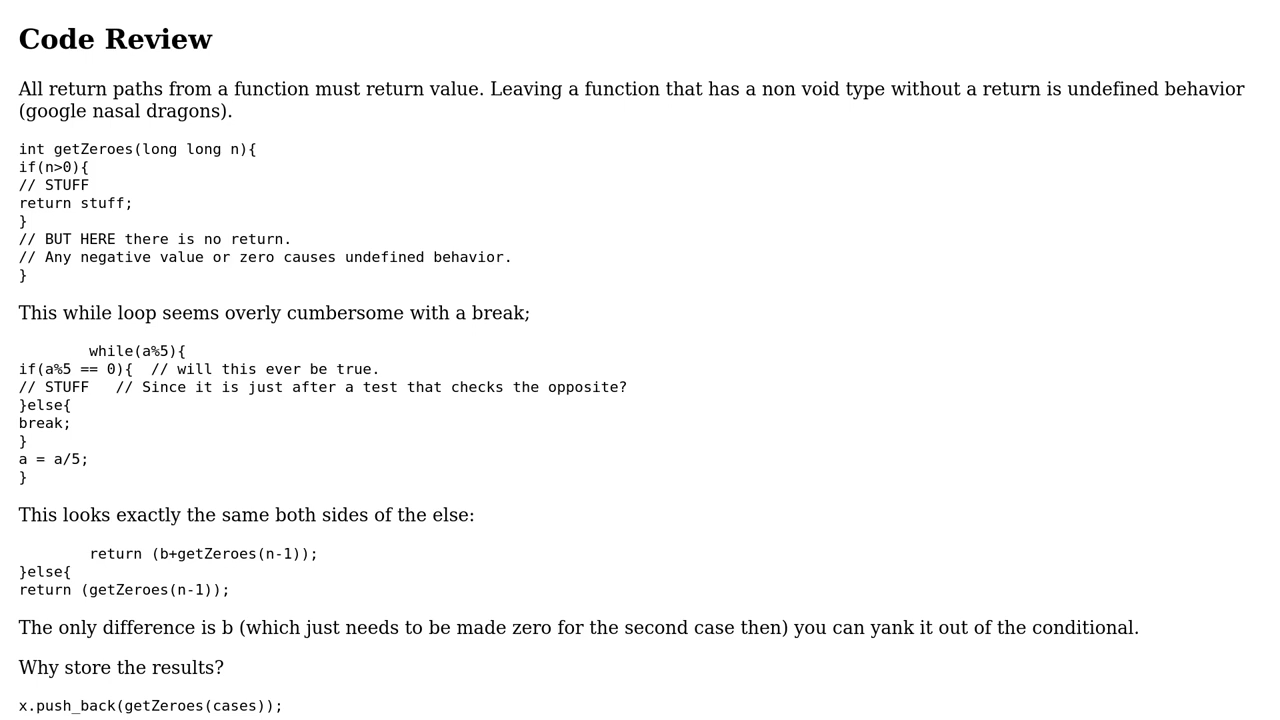 Code Review
All return paths from a function must return value. Leaving a function that has a non void type without a return is undefined behavior
(google nasal dragons).
int getZeroes(long long n){
if(n>0){
// STUFF
return stuff;
}
// BUT HERE there is no return.
// Any negative value or zero causes undefined behavior.
}
This while loop seems overly cumbersome with a break;
        while(a%5){
if(a%5 == 0){  // will this ever be true.
// STUFF   // Since it is just after a test that checks the opposite?
}else{
break;
}
a = a/5;
}
This looks exactly the same both sides of the else:
        return (b+getZeroes(n-1));
}else{
return (getZeroes(n-1));
The only difference is b (which just needs to be made zero for the second case then) you can yank it out of the conditional.
Why store the results?
x.push_back(getZeroes(cases));